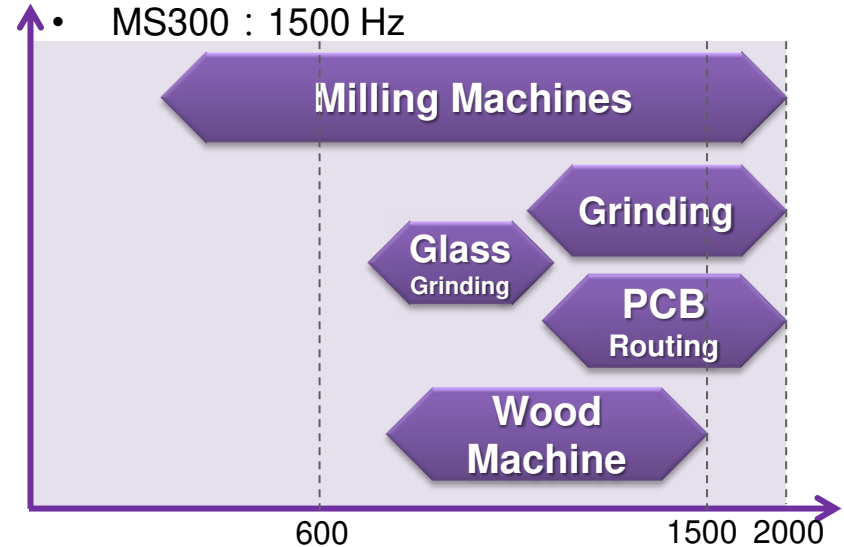 • MS300：1500 Hz
Milling Machines
Grinding
Glass
Grinding
PCB
Routing
Wood
Machine
600
1500
2000